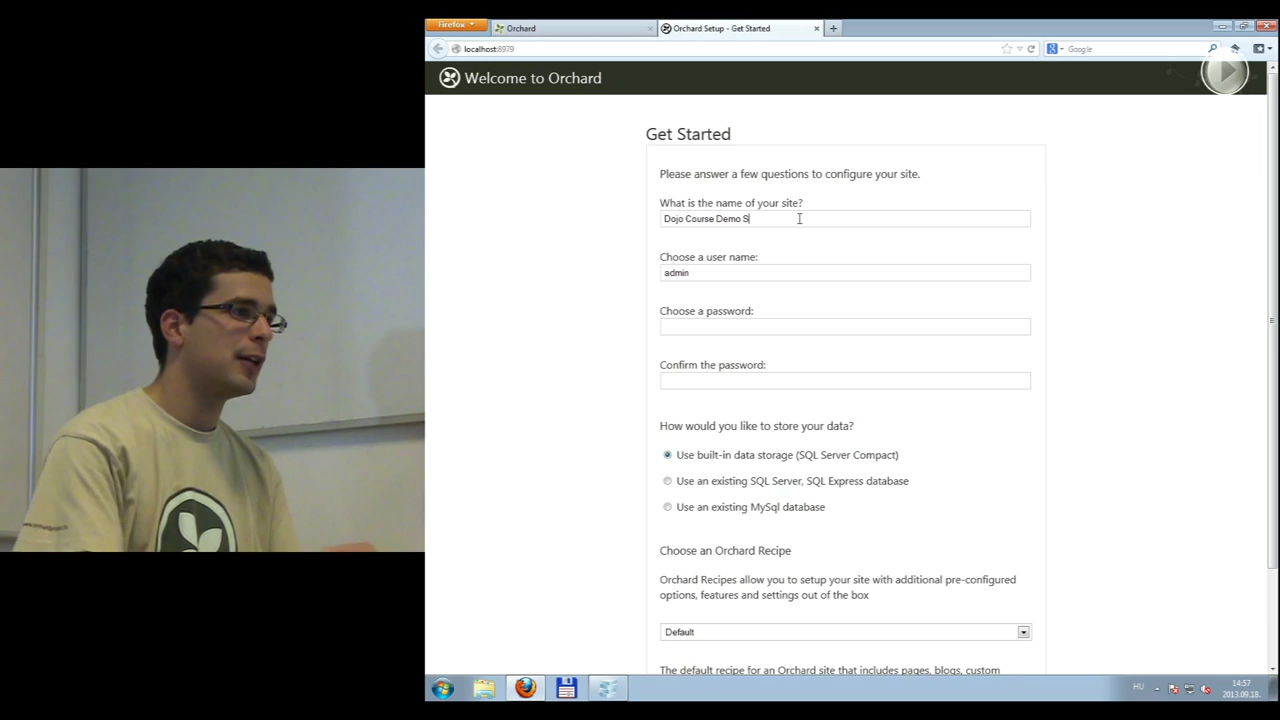 Firefox
Orchard
Orchard Setup - Get Started
localhost:8979
Google
Welcome to Orchard
Get Started
Please answer a few questions to configure your site.
What is the name of your site?
Dojo Course Demo S
Choose a user name:
admin
Choose a password:
Confirm the password:
How would you like to store your data?
Use built-in data storage (SQL Server Compact)
Use an existing SQL Server, SQL Express database
Use an existing MySql database
Choose an Orchard Recipe
Orchard Recipes allow you to setup your site with additional pre-configured
options, features and settings out of the box
Default
The default recipe for an Orchard site that includes pages, blogs, custom
HU
14:57
2013.09.18.